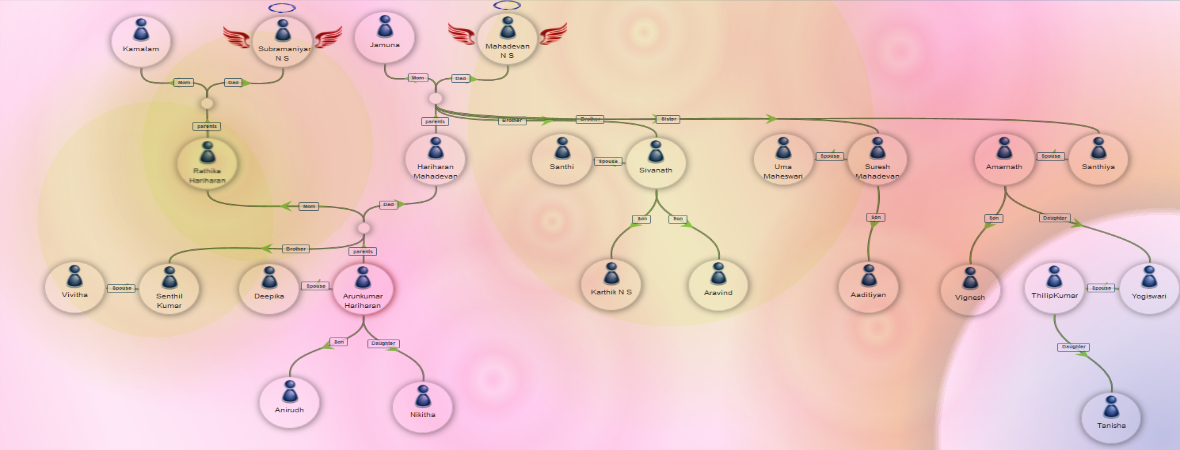 Kamalam
Subramaniyar
N S
Jamuna
Mahadevan
N S
Mom
Dad
Mom
Dad
parents
parents
Brother
Brother
Sister
Rathika
Hariharan
Hariharan
Mahadevan
Santhi
Spouse
Sivanath
Uma
Maheswari
Spouse
Suresh
Mahadevan
Amarnath
Spouse
Santhiya
Mom
Dad
Son
Son
Son
Son
Daughter
Brother
parents
Vivitha
Spouse
Senthil
Kumar
Deepika
Spouse
Arunkumar
Hariharan
Karthik N S
Aravind
Aaditiyan
Vignesh
ThilipKumar
Spouse
Yogiswari
Son
Daughter
Daughter
Anirudh
Nikitha
Tanisha